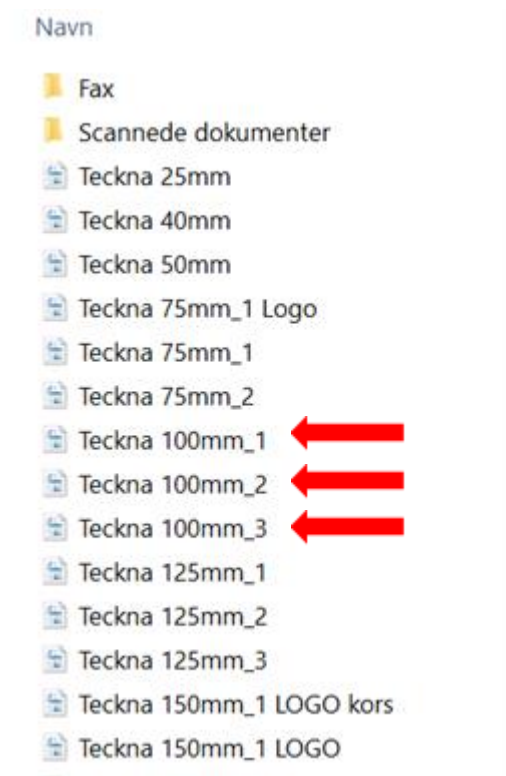 Navn
Fax
Scannede dokumenter
Teckna 25mm
Teckna 40mm
Teckna 50mm
Teckna 75mm_1 Logo
Teckna 75mm_1
Teckna 75mm_2
Teckna 100mm_1
Teckna 100mm_2
Teckna 100mm_3
Teckna 125mm_1
Teckna 125mm_2
Teckna 125mm_3
Teckna 150mm_1 LOGO kors
Teckna 150mm_1 LOGO